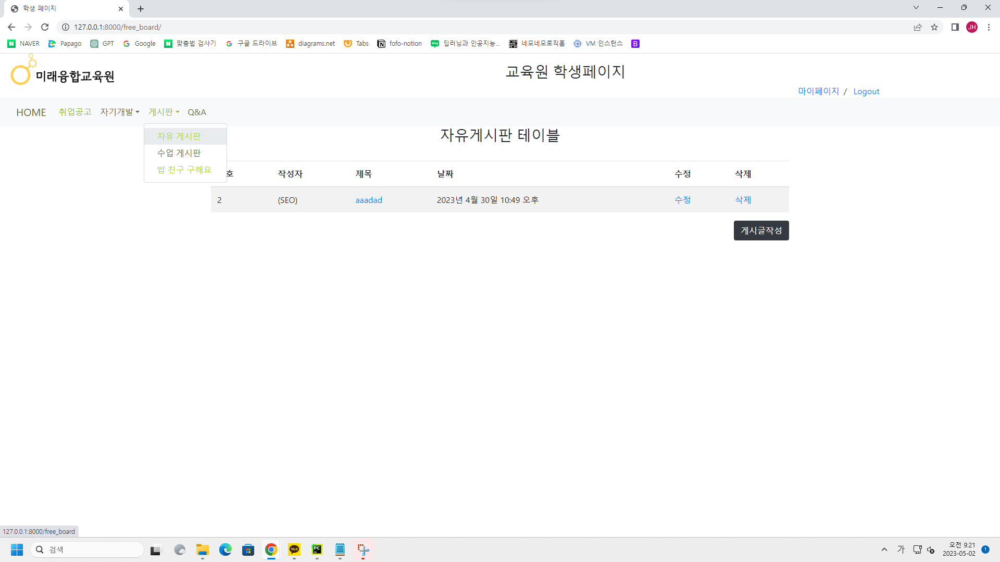 학생 페이지
127.0.0.1:8000/free_board/
JH
NAVER Papago GPT Google 맞춤법 검사기 구글 드라이브 diagrams.net Tabs fofo-notion 딥러닝과 인공지능... 네모네모로직홈 VM 인스턴스 B
미래융합교육원
교육원 학생페이지
마이페이지 / Logout
HOME 취업공고 자기개발 게시판 Q&A
자유 게시판
수업 게시판
밥 친구 구해요
자유게시판 테이블
호 작성자 제목 날짜 수정 삭제
2 (SEO) aaadad 2023년 4월 30일 10:49 오후 수정 삭제
게시글작성
127.0.0.1:8000/free_board
검색
TALK
PC
가
오전 9:21
2023-05-02
1